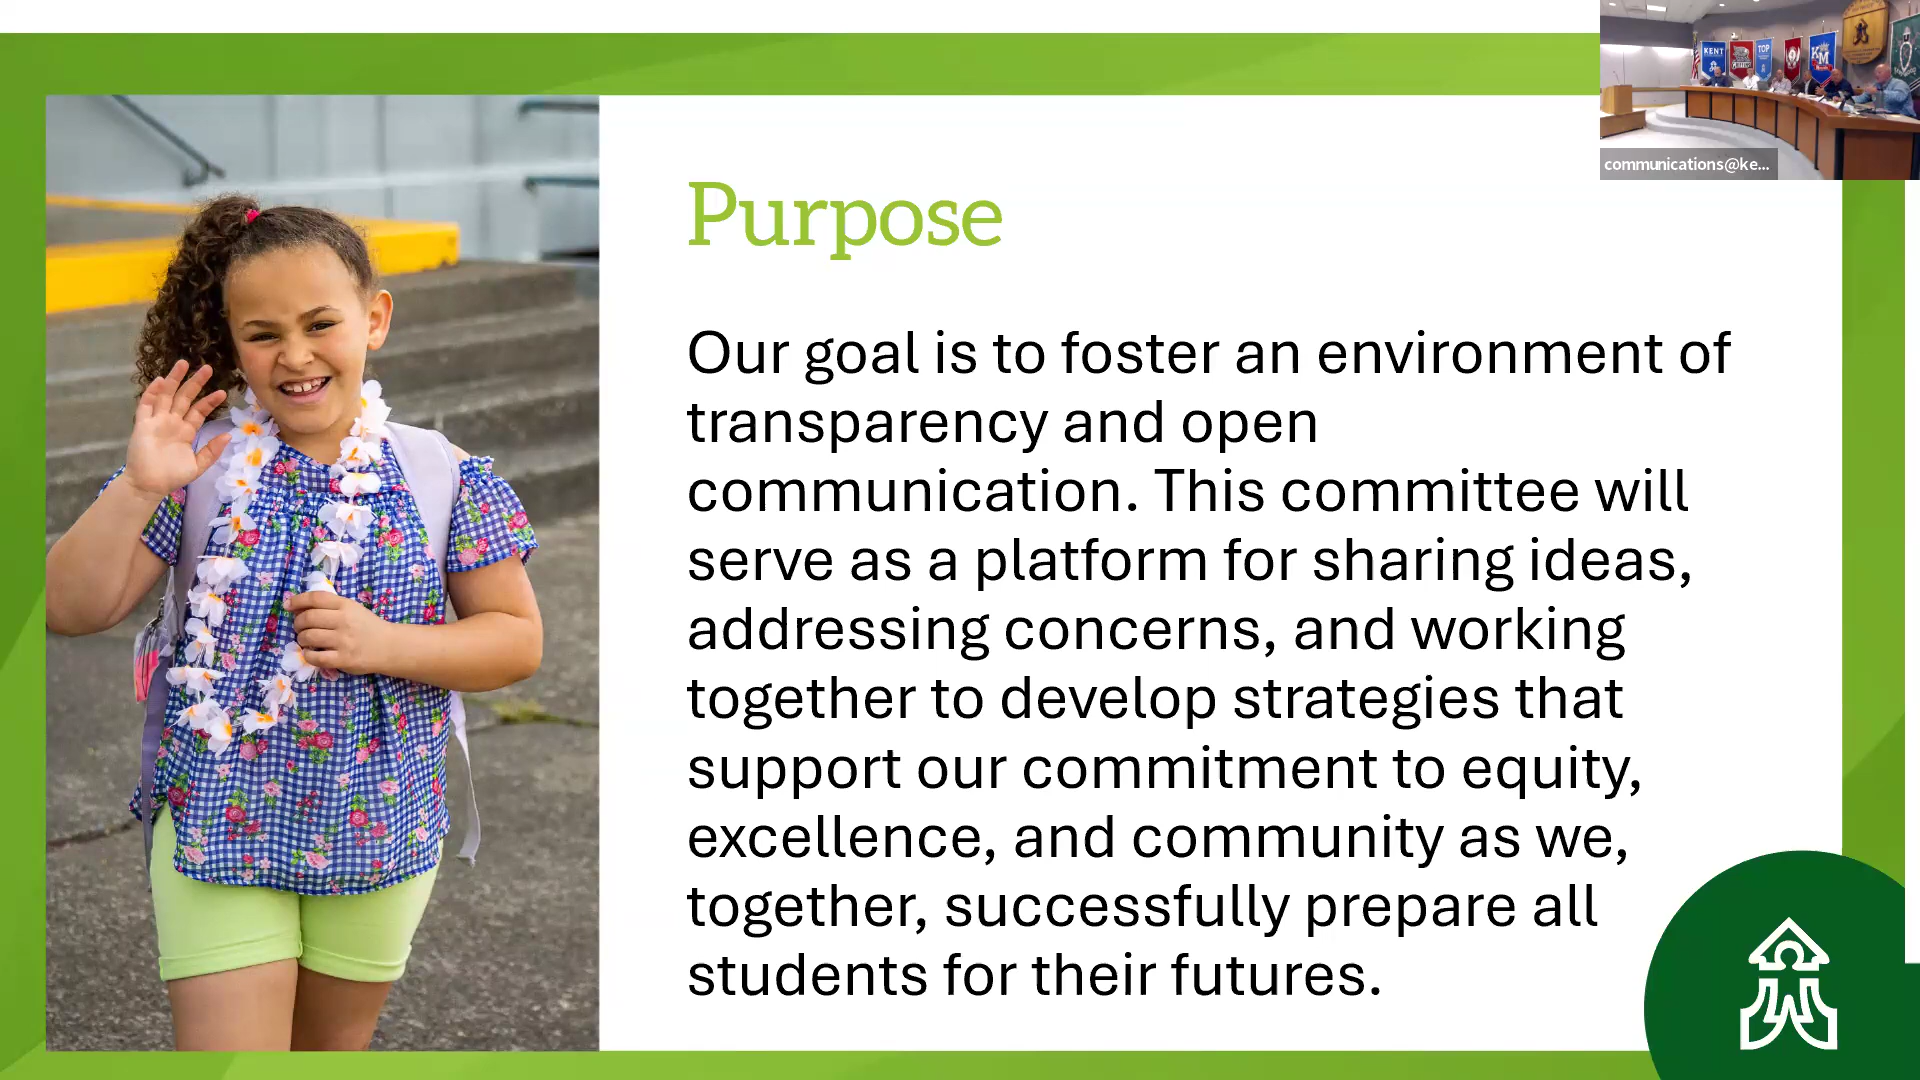 KENT
TOP
KM
communications@ke...
Purpose
Our goal is to foster an environment of
transparency and open
communication. This committee will
serve as a platform for sharing ideas,
addressing concerns, and working
together to develop strategies that
support our commitment to equity,
excellence, and community as we,
together, successfully prepare all
students for their futures.